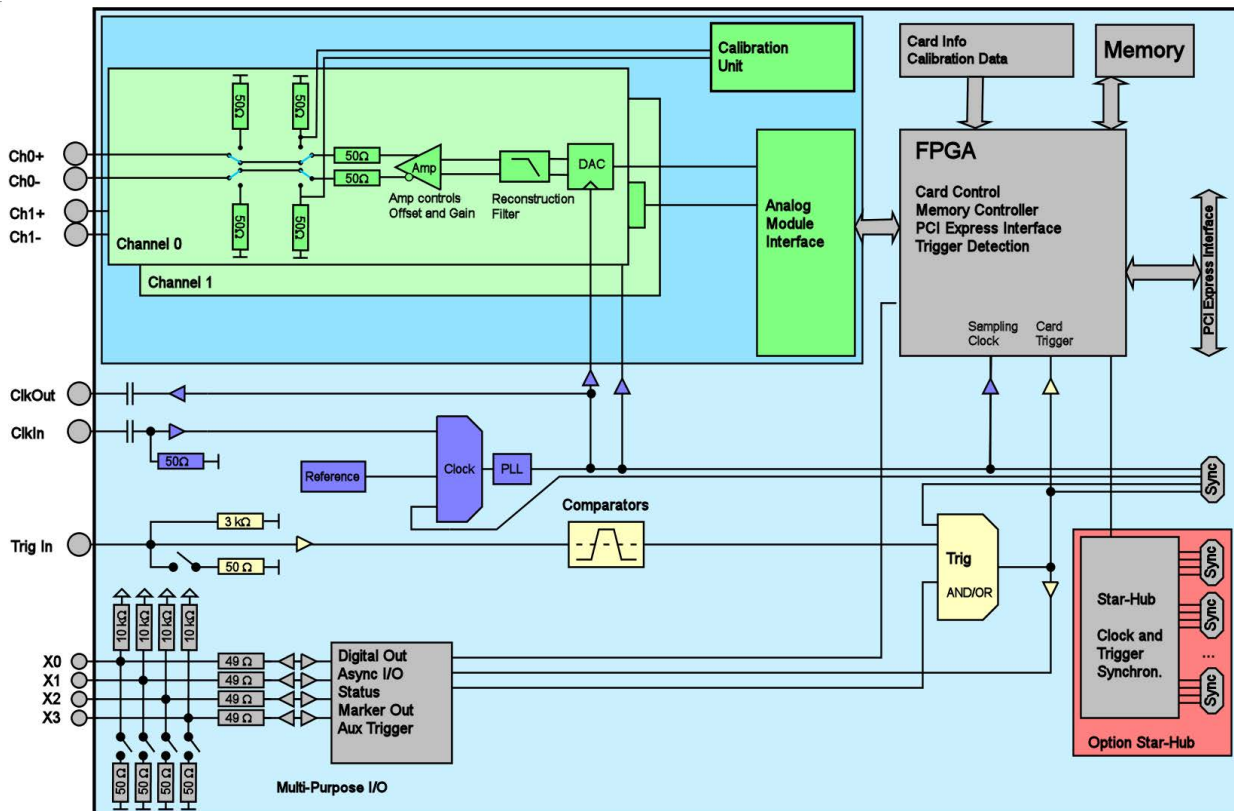 Calibration
Unit
Card Info
Calibration Data
Memory
50Ω
50Ω
Ch0+
Ch0-
Ch1+
Ch1-
50Ω
50Ω
Amp
DAC
Amp controls
Offset and Gain
Reconstruction
Filter
50Ω
50Ω
Channel 0
Channel 1
Analog
Module
Interface
FPGA
Card Control
Memory Controller
PCI Express Interface
Trigger Detection
Sampling
Clock
Card
Trigger
PCI Express Interface
ClkOut
ClkIn
50Ω
Reference
Clock
PLL
Sync
Comparators
Trig In
3 kΩ
50 Ω
Trig
AND/OR
10 kΩ
10 kΩ
10 kΩ
10 kΩ
X0
X1
X2
X3
49 Ω
49 Ω
49 Ω
49 Ω
Digital Out
Async I/O
Status
Marker Out
Aux Trigger
50 Ω
50 Ω
50 Ω
50 Ω
Multi-Purpose I/O
Star-Hub
Clock and
Trigger
Synchron.
Sync
Sync
...
Sync
Option Star-Hub